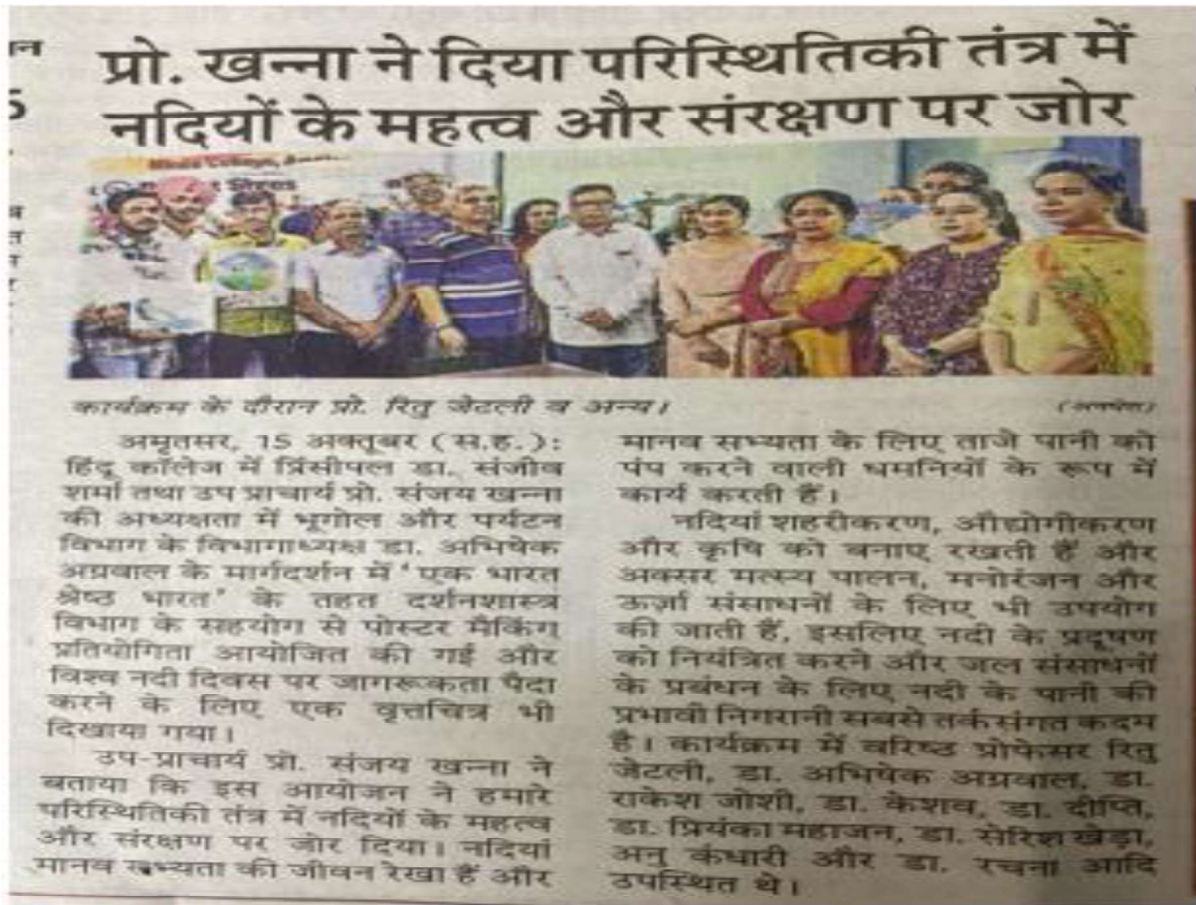 प्रो. खन्ना ने दिया परिस्थितिकी तंत्र में
नदियों के महत्व और संरक्षण पर जोर
कार्यक्रम के दौरान प्रो. रितु जेटली व अन्य।
अमृतसर, 15 अक्तूबर (स.ह.):
हिंदू कॉलेज में प्रिंसीपल डा. संजीव
शर्मा तथा उप प्राचार्य प्रो. संजय खन्ना
की अध्यक्षता में भूगोल और पर्यटन
विभाग के विभागाध्यक्ष डा. अभिषेक
अग्रवाल के मार्गदर्शन में 'एक भारत
श्रेष्ठ भारत' के तहत दर्शनशास्त्र
विभाग के सहयोग से पोस्टर मैकिंग
प्रतियोगिता आयोजित की गई और
विश्व नदी दिवस पर जागरूकता पैदा
करने के लिए एक वृत्तचित्र भी
दिखाया गया।
उप-प्राचार्य प्रो. संजय खन्ना ने
बताया कि इस आयोजन ने हमारे
परिस्थितिकी तंत्र में नदियों के महत्व
और संरक्षण पर जोर दिया। नदियां
मानव सभ्यता की जीवन रेखा हैं और
मानव सभ्यता के लिए ताजे पानी को
पंप करने वाली धमनियों के रूप में
कार्य करती हैं।
नदियां शहरीकरण, औद्योगीकरण
और कृषि को बनाए रखती हैं और
अक्सर मत्स्य पालन, मनोरंजन और
ऊर्जा संसाधनों के लिए भी उपयोग
की जाती हैं, इसलिए नदी के प्रदूषण
को नियंत्रित करने और जल संसाधनों
के प्रबंधन के लिए नदी के पानी की
प्रभावी निगरानी सबसे तर्कसंगत कदम
है। कार्यक्रम में वरिष्ठ प्रोफेसर रितु
जेटली, डा. अभिषेक अग्रवाल, डा.
राकेश जोशी, डा. केशव, डा. दीप्ति,
डा. प्रियंका महाजन, डा. सेरिश खेड़ा,
अनु कंधारी और डा. रचना आदि
उपस्थित थे।